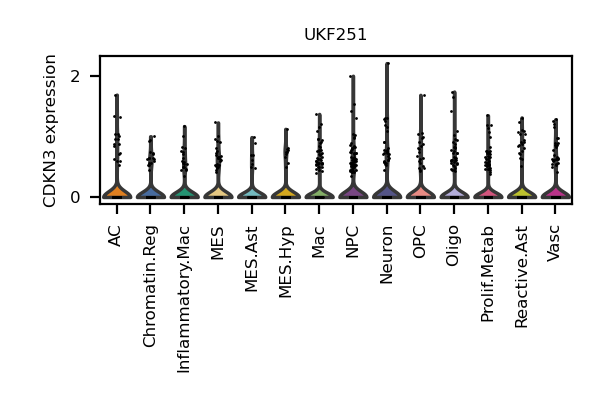 UKF251
CDKN3 expression
2
0
AC
Chromatin.Reg
Inflammatory.Mac
MES
MES.Ast
MES.Hyp
Mac
NPC
Neuron
OPC
Oligo
Prolif.Metab
Reactive.Ast
Vasc